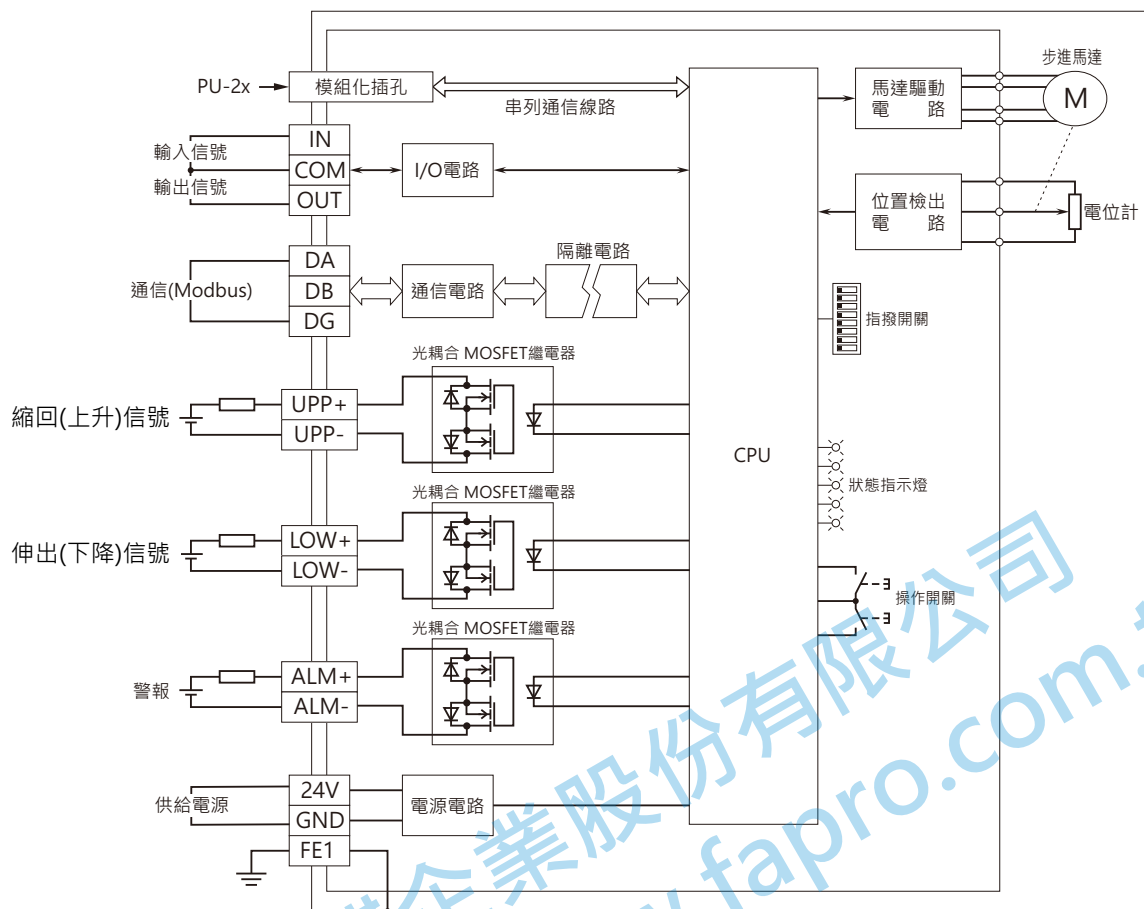 步進馬達
PU-2x
模組化插孔
串列通信線路
馬達驅動
電 路
M
輸入信號
輸出信號
IN
COM
OUT
I/O電路
位置檢出
電 路
電位計
通信(Modbus)
DA
DB
DG
通信電路
隔離電路
指撥開關
光耦合 MOSFET繼電器
縮回(上升)信號
UPP+
UPP-
CPU
狀態指示燈
光耦合 MOSFET繼電器
伸出(下降)信號
LOW+
LOW-
操作開關
光耦合 MOSFET繼電器
警報
ALM+
ALM-
供給電源
24V
GND
FE1
電源電路
企業股份有限公司
fapro.com.